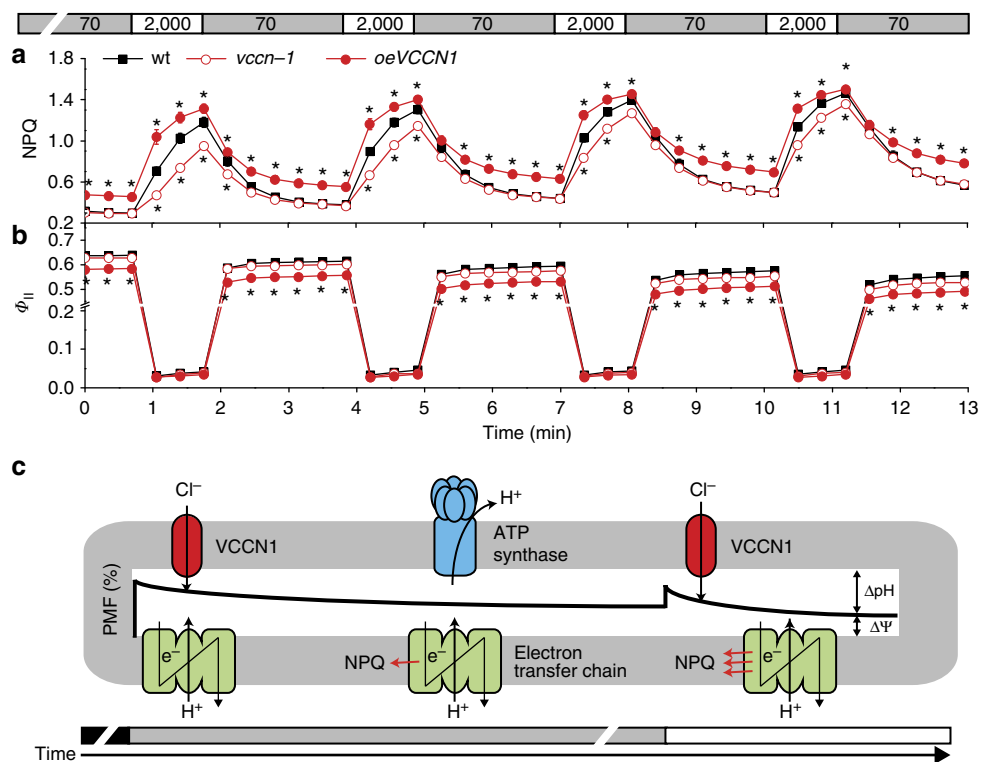 70 2,000 70 2,000 70 2,000 70 2,000 70
a
wt vccn–1 oeVCCN1
1.8
1.4
1.0
0.6
0.2
NPQ
* * * * * * * * * * * * * * * * * * * * * * * * * * * * * * * * * * * * * * * * * * * * * * * *
b
0.7
0.6
0.5
0.2
0.1
0.0
ΦII
* * * * * * * * * * * * * * * * * * * * * * *
0 1 2 3 4 5 6 7 8 9 10 11 12 13
Time (min)
c
Cl– H+ Cl–
VCCN1 ATP synthase VCCN1
PMF (%)
ΔpH
ΔΨ
e– NPQ e– Electron transfer chain NPQ e–
H+ H+ H+
Time